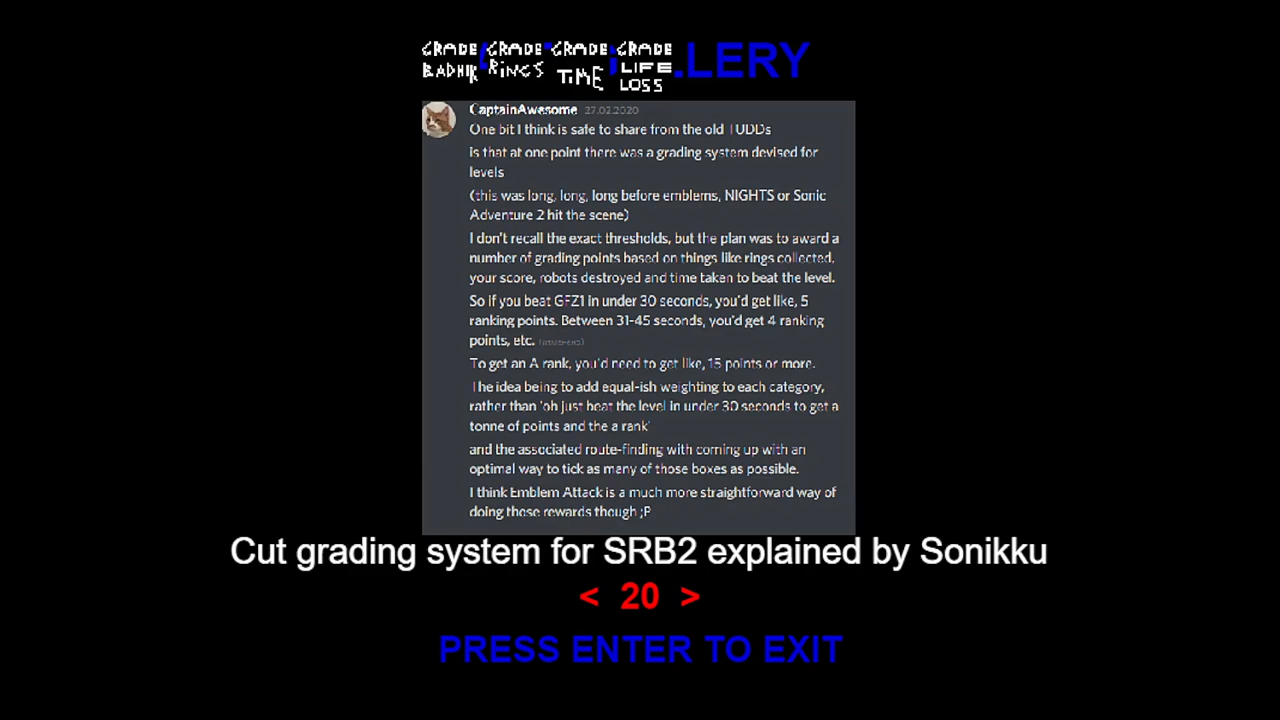 GRADE GRADE GRADE GRADE
BADNIK RINGS TIME LIFE LOSS
LERY
CaptainAwesome 27.02.2020
One bit I think is safe to share from the old TUDDs
is that at one point there was a grading system devised for
levels
(this was long, long, long before emblems, NIGHTS or Sonic
Adventure 2 hit the scene)
I don't recall the exact thresholds, but the plan was to award a
number of grading points based on things like rings collected,
your score, robots destroyed and time taken to beat the level.
So if you beat GFZ1 in under 30 seconds, you'd get like, 5
ranking points. Between 31-45 seconds, you'd get 4 ranking
points, etc.
To get an A rank, you'd need to get like, 15 points or more.
The idea being to add equal-ish weighting to each category,
rather than 'oh just beat the level in under 30 seconds to get a
tonne of points and the a rank'
and the associated route-finding with coming up with an
optimal way to tick as many of those boxes as possible.
I think Emblem Attack is a much more straightforward way of
doing those rewards though ;P
Cut grading system for SRB2 explained by Sonikku
< 20 >
PRESS ENTER TO EXIT